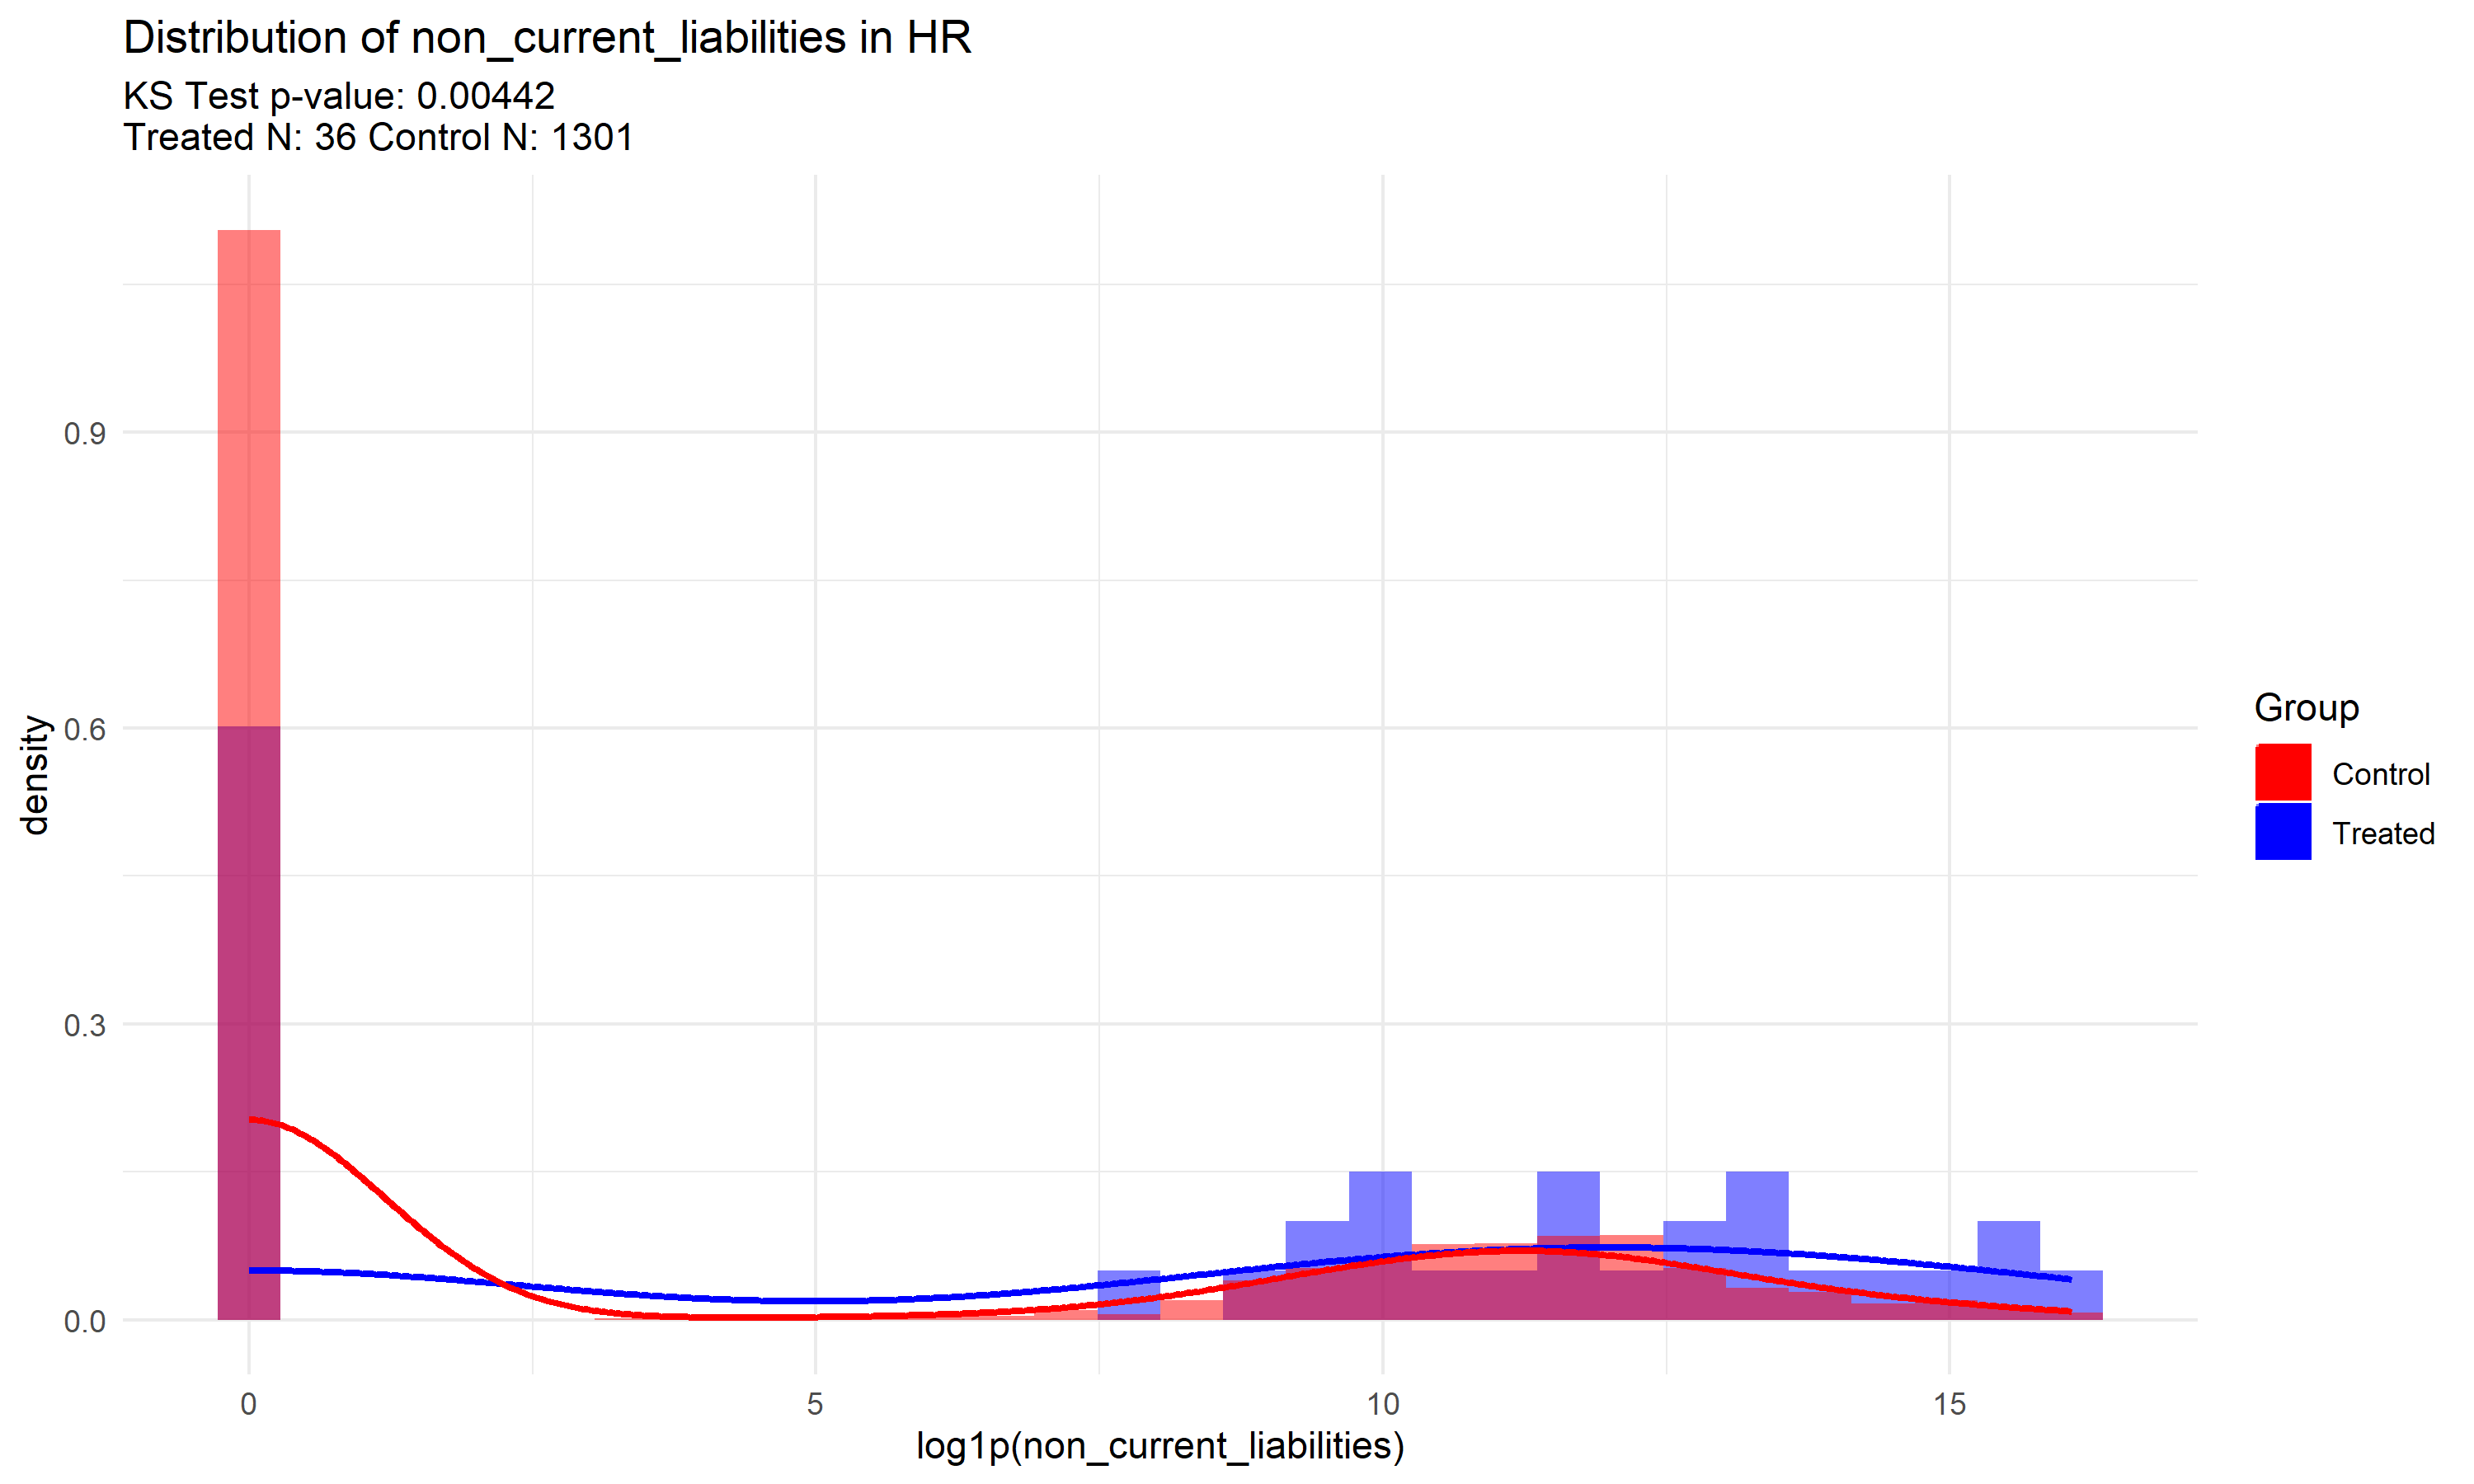 Distribution of non_current_liabilities in HR
KS Test p-value: 0.00442
Treated N: 36 Control N: 1301
density
0.9
0.6
0.3
0.0
0
5
10
15
log1p(non_current_liabilities)
Group
Control
Treated